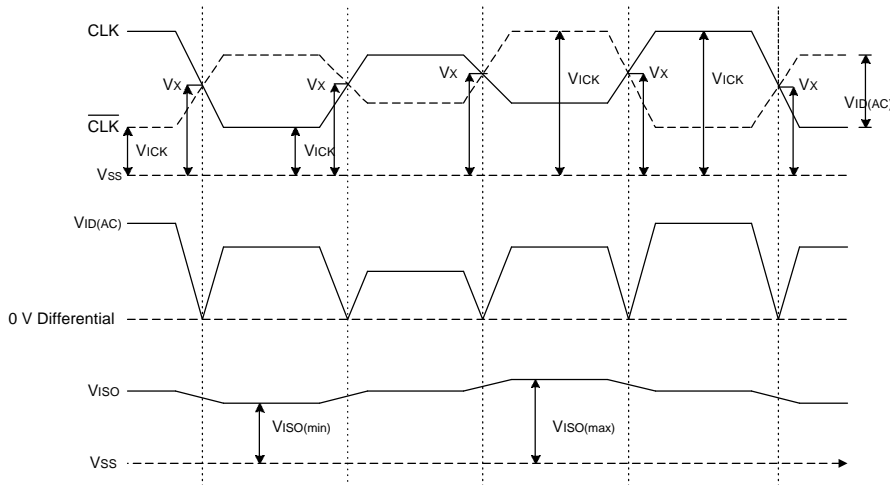 CLK
VX
VX
VX
VICK
VX
VICK
VX
VID(AC)
CLK
VICK
VICK
VSS
VID(AC)
0 V Differential
VISO
VISO(min)
VISO(max)
VSS